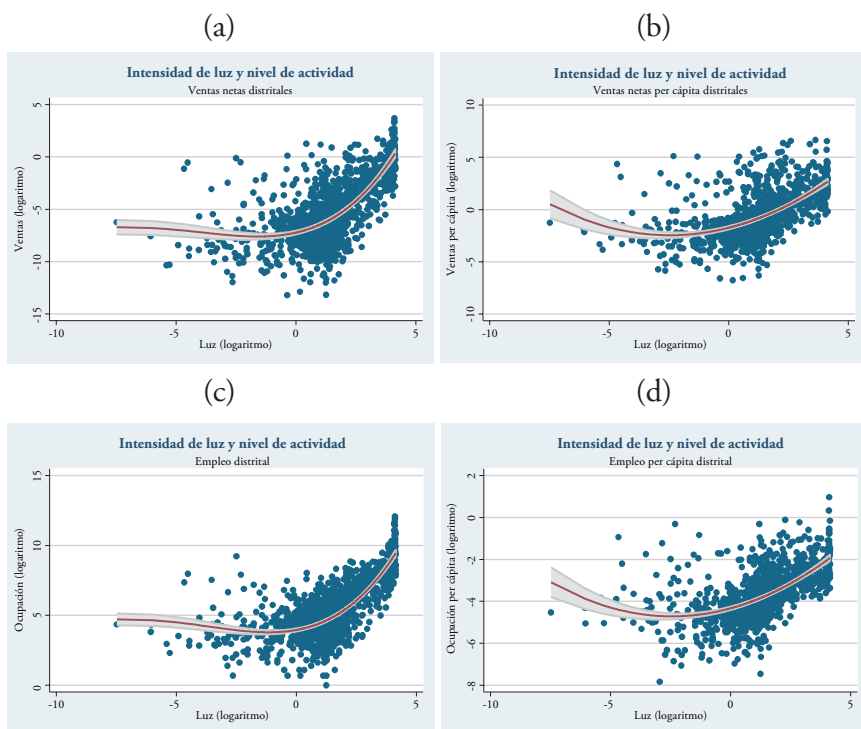 (a)
(b)
Intensidad de luz y nivel de actividad
Ventas netas distritales
Ventas (logaritmo)
5
0
-5
-10
-15
-10
-5
0
5
Luz (logaritmo)
Intensidad de luz y nivel de actividad
Ventas netas per cápita distritales
Ventas per cápita (logaritmo)
10
5
0
-5
-10
-10
-5
0
5
Luz (logaritmo)
(c)
(d)
Intensidad de luz y nivel de actividad
Empleo distrital
Ocupación (logaritmo)
15
10
5
0
-10
-5
0
5
Luz (logaritmo)
Intensidad de luz y nivel de actividad
Empleo per cápita distrital
Ocupación per cápita (logaritmo)
2
0
-2
-4
-6
-8
-10
-5
0
5
Luz (logaritmo)